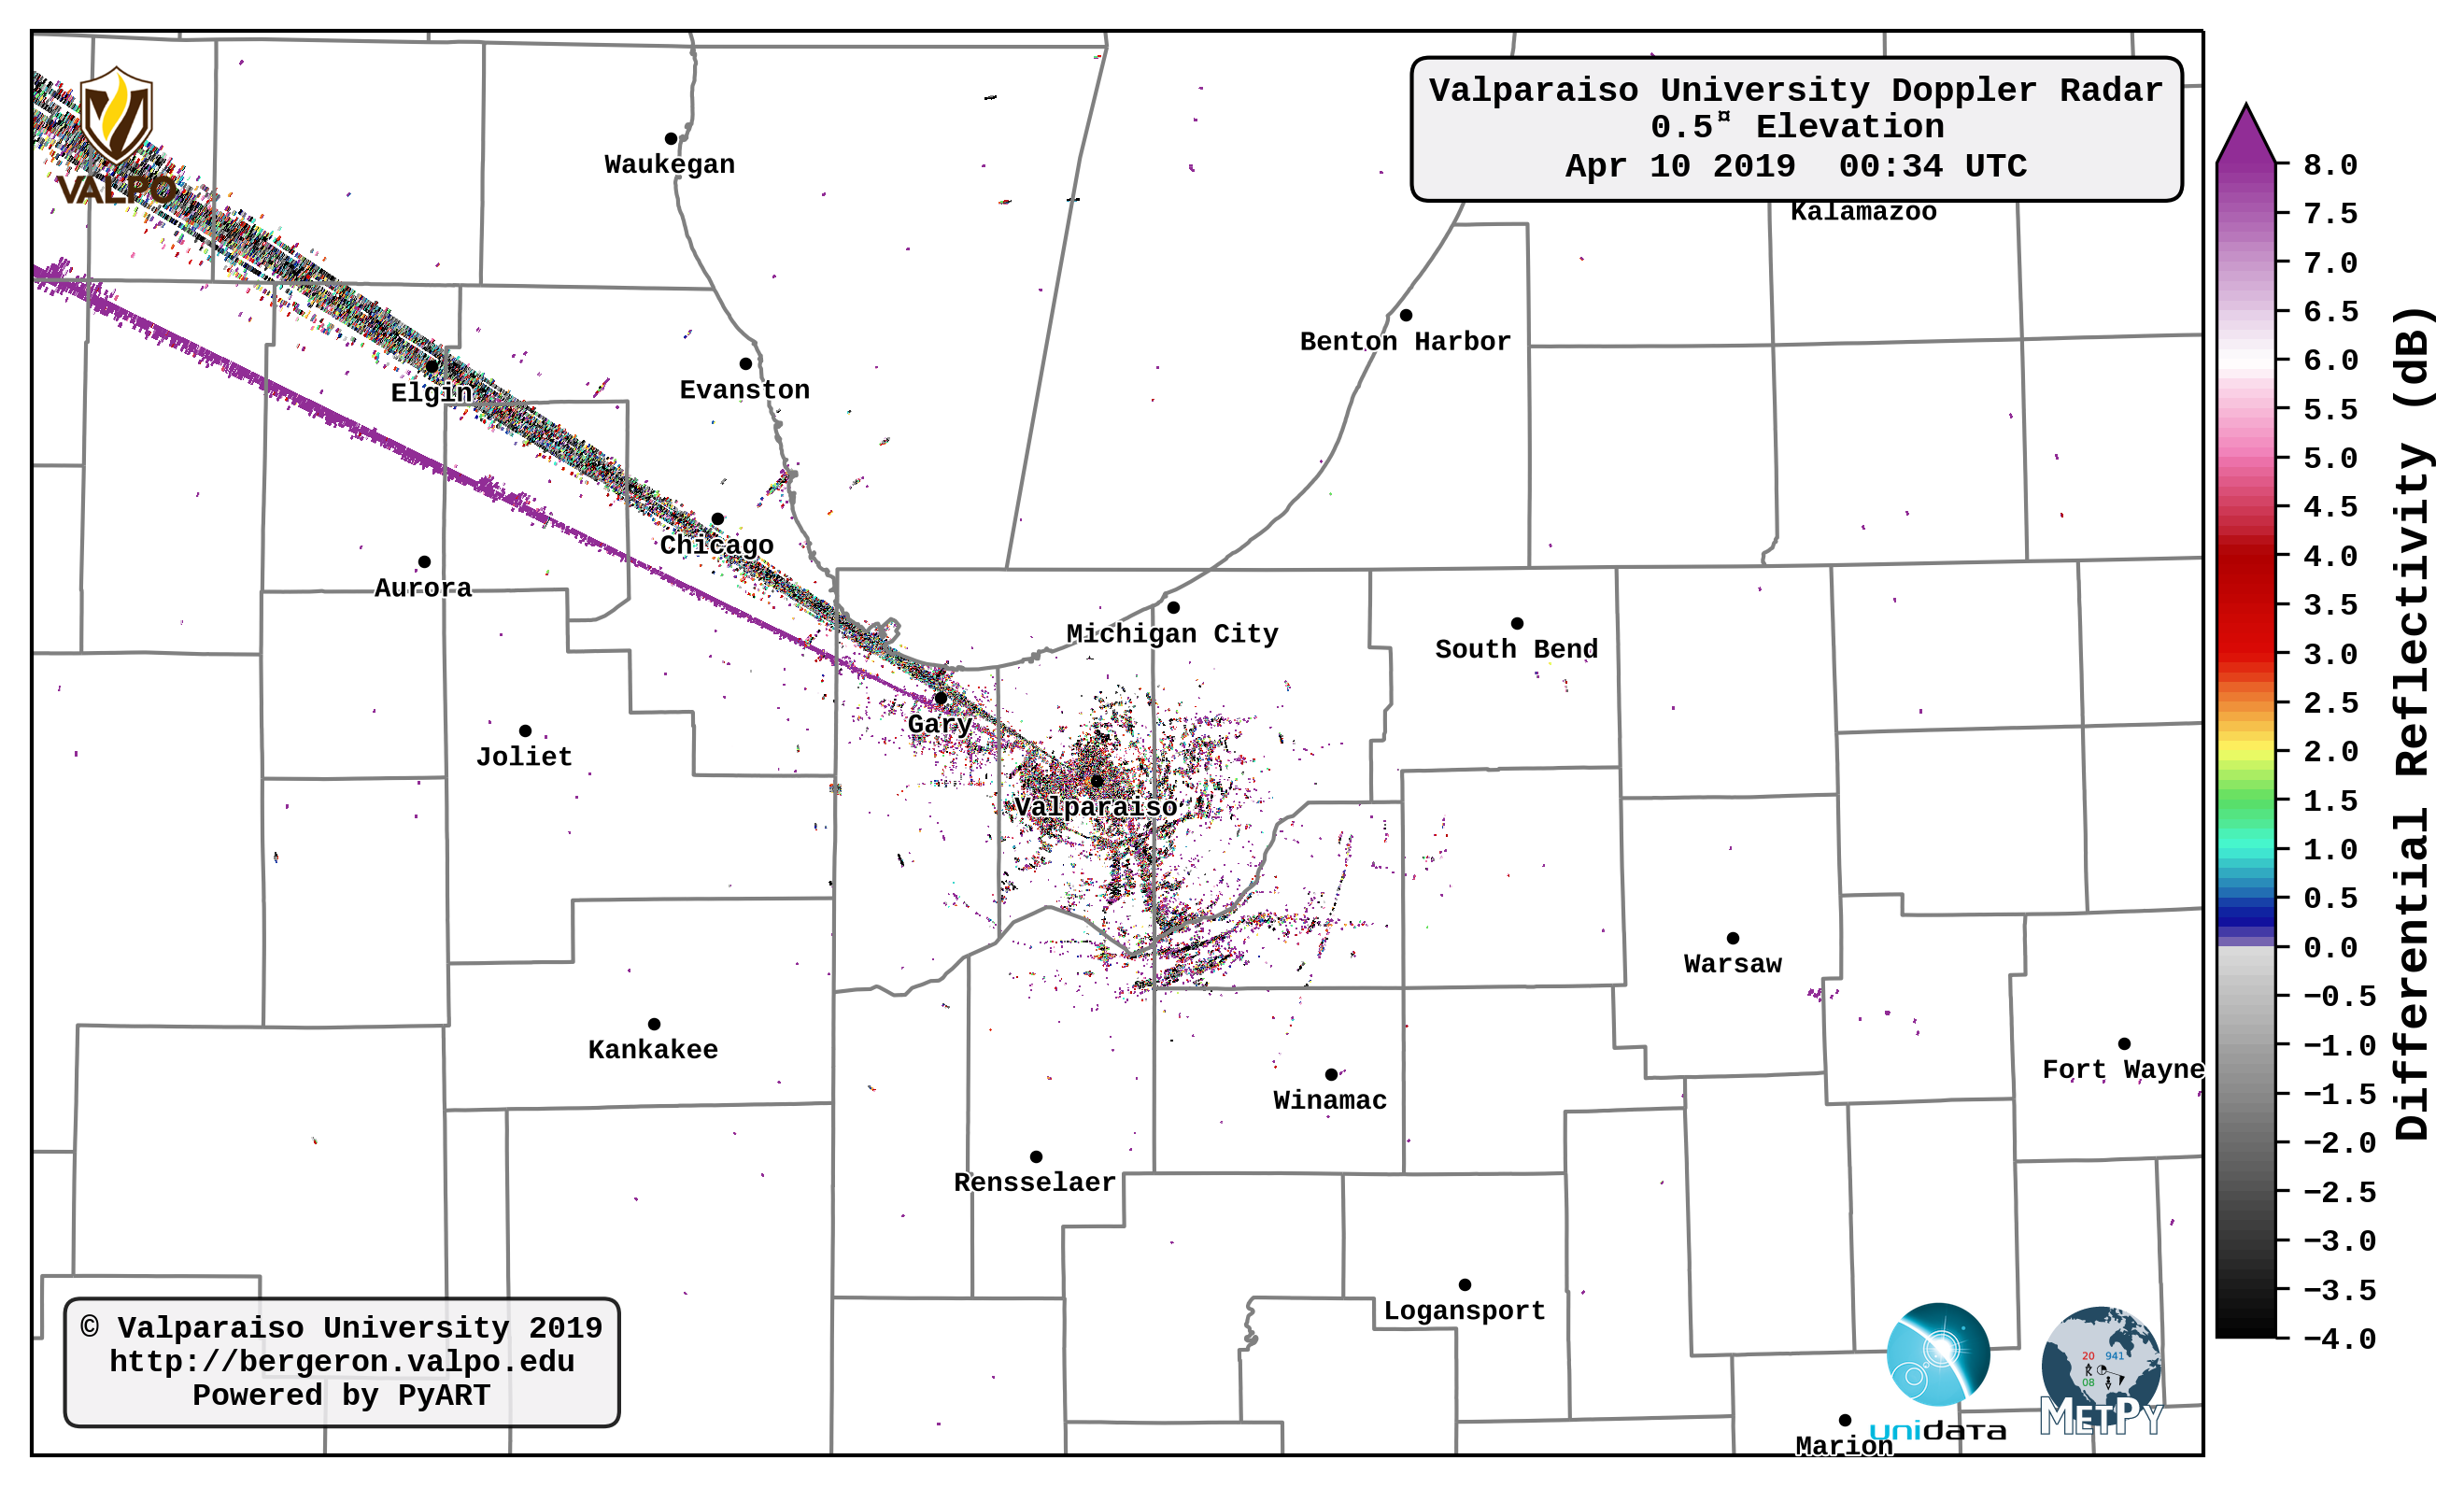 Valparaiso University Doppler Radar
0.5¤ Elevation
Apr 10 2019  00:34 UTC
VALPO
Waukegan
Kalamazoo
Benton Harbor
Elgin
Evanston
Chicago
Aurora
Michigan City
South Bend
Gary
Joliet
Valparaiso
Warsaw
Kankakee
Fort Wayne
Winamac
Rensselaer
Logansport
Marion
© Valparaiso University 2019
http://bergeron.valpo.edu
Powered by PyART
unidata
20 941
08
METPY
8.0
7.5
7.0
6.5
6.0
5.5
5.0
4.5
4.0
3.5
3.0
2.5
2.0
1.5
1.0
0.5
0.0
−0.5
−1.0
−1.5
−2.0
−2.5
−3.0
−3.5
−4.0
Differential Reflectivity (dB)